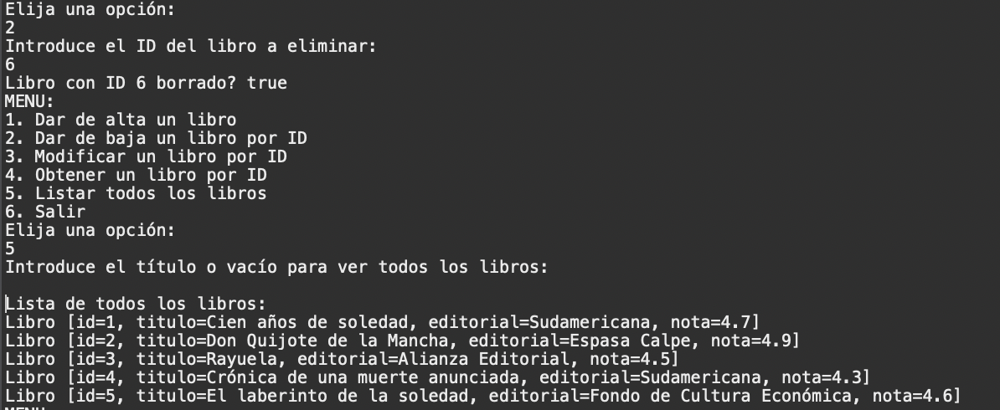 Elija una opción:
2
Introduce el ID del libro a eliminar:
6
Libro con ID 6 borrado? true
MENU:
1. Dar de alta un libro
2. Dar de baja un libro por ID
3. Modificar un libro por ID
4. Obtener un libro por ID
5. Listar todos los libros
6. Salir
Elija una opción:
5
Introduce el título o vacío para ver todos los libros:

Lista de todos los libros:
Libro [id=1, titulo=Cien años de soledad, editorial=Sudamericana, nota=4.7]
Libro [id=2, titulo=Don Quijote de la Mancha, editorial=Espasa Calpe, nota=4.9]
Libro [id=3, titulo=Rayuela, editorial=Alianza Editorial, nota=4.5]
Libro [id=4, titulo=Crónica de una muerte anunciada, editorial=Sudamericana, nota=4.3]
Libro [id=5, titulo=El laberinto de la soledad, editorial=Fondo de Cultura Económica, nota=4.6]